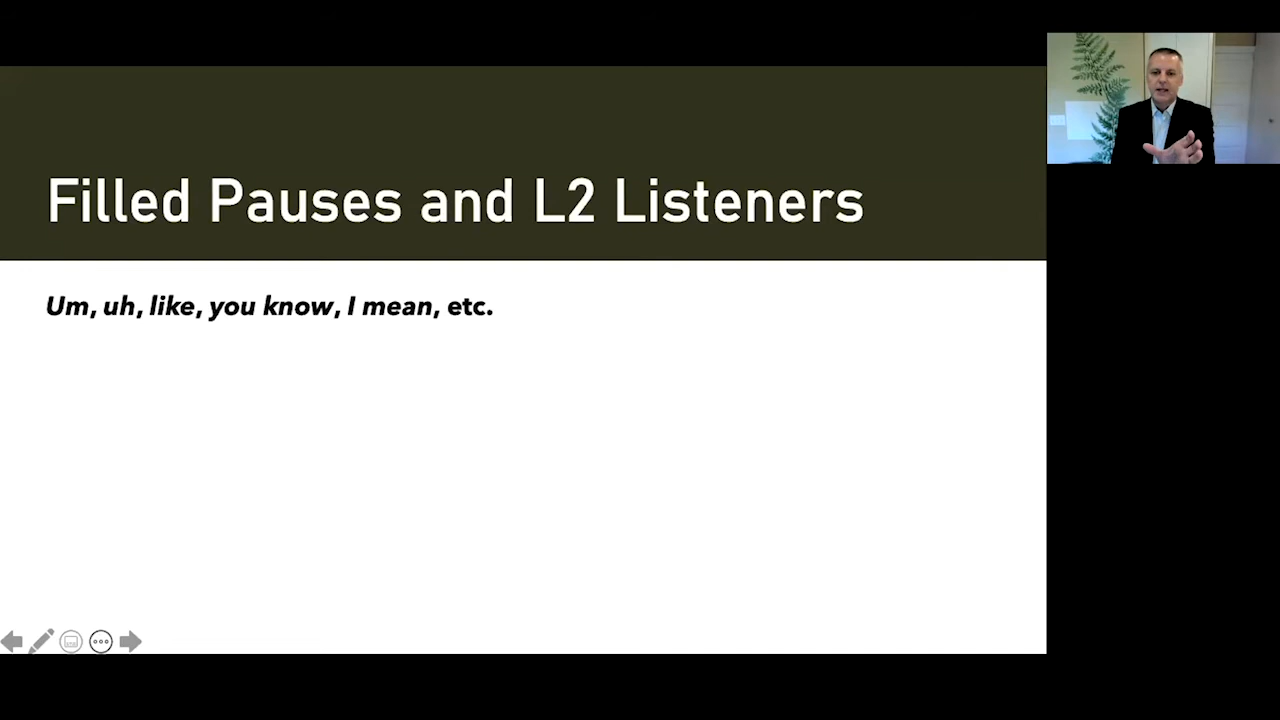 Filled Pauses and L2 Listeners
Um, uh, like, you know, I mean, etc.